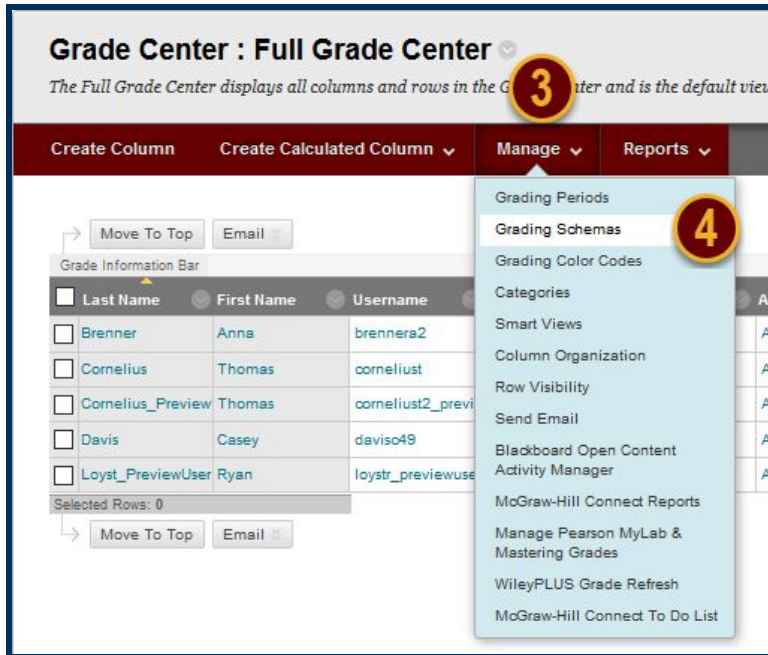 Grade Center : Full Grade Center
The Full Grade Center displays all columns and rows in the G ter and is the default view
3
Create Column Create Calculated Column Manage Reports
Grading Periods
Grading Schemas
4
Grading Color Codes
Categories
Smart Views
Column Organization
Row Visibility
Send Email
Blackboard Open Content
Activity Manager
McGraw-Hill Connect Reports
Manage Pearson MyLab &
Mastering Grades
WileyPLUS Grade Refresh
McGraw-Hill Connect To Do List
Move To Top Email
Grade Information Bar
Last Name First Name Username A
Brenner Anna brennera2 A
Cornelius Thomas corneliust A
Cornelius_Preview Thomas corneliust2_previ A
Davis Casey daviso49 A
Loyst_PreviewUser Ryan loystr_previewuse A
Selected Rows: 0
Move To Top Email